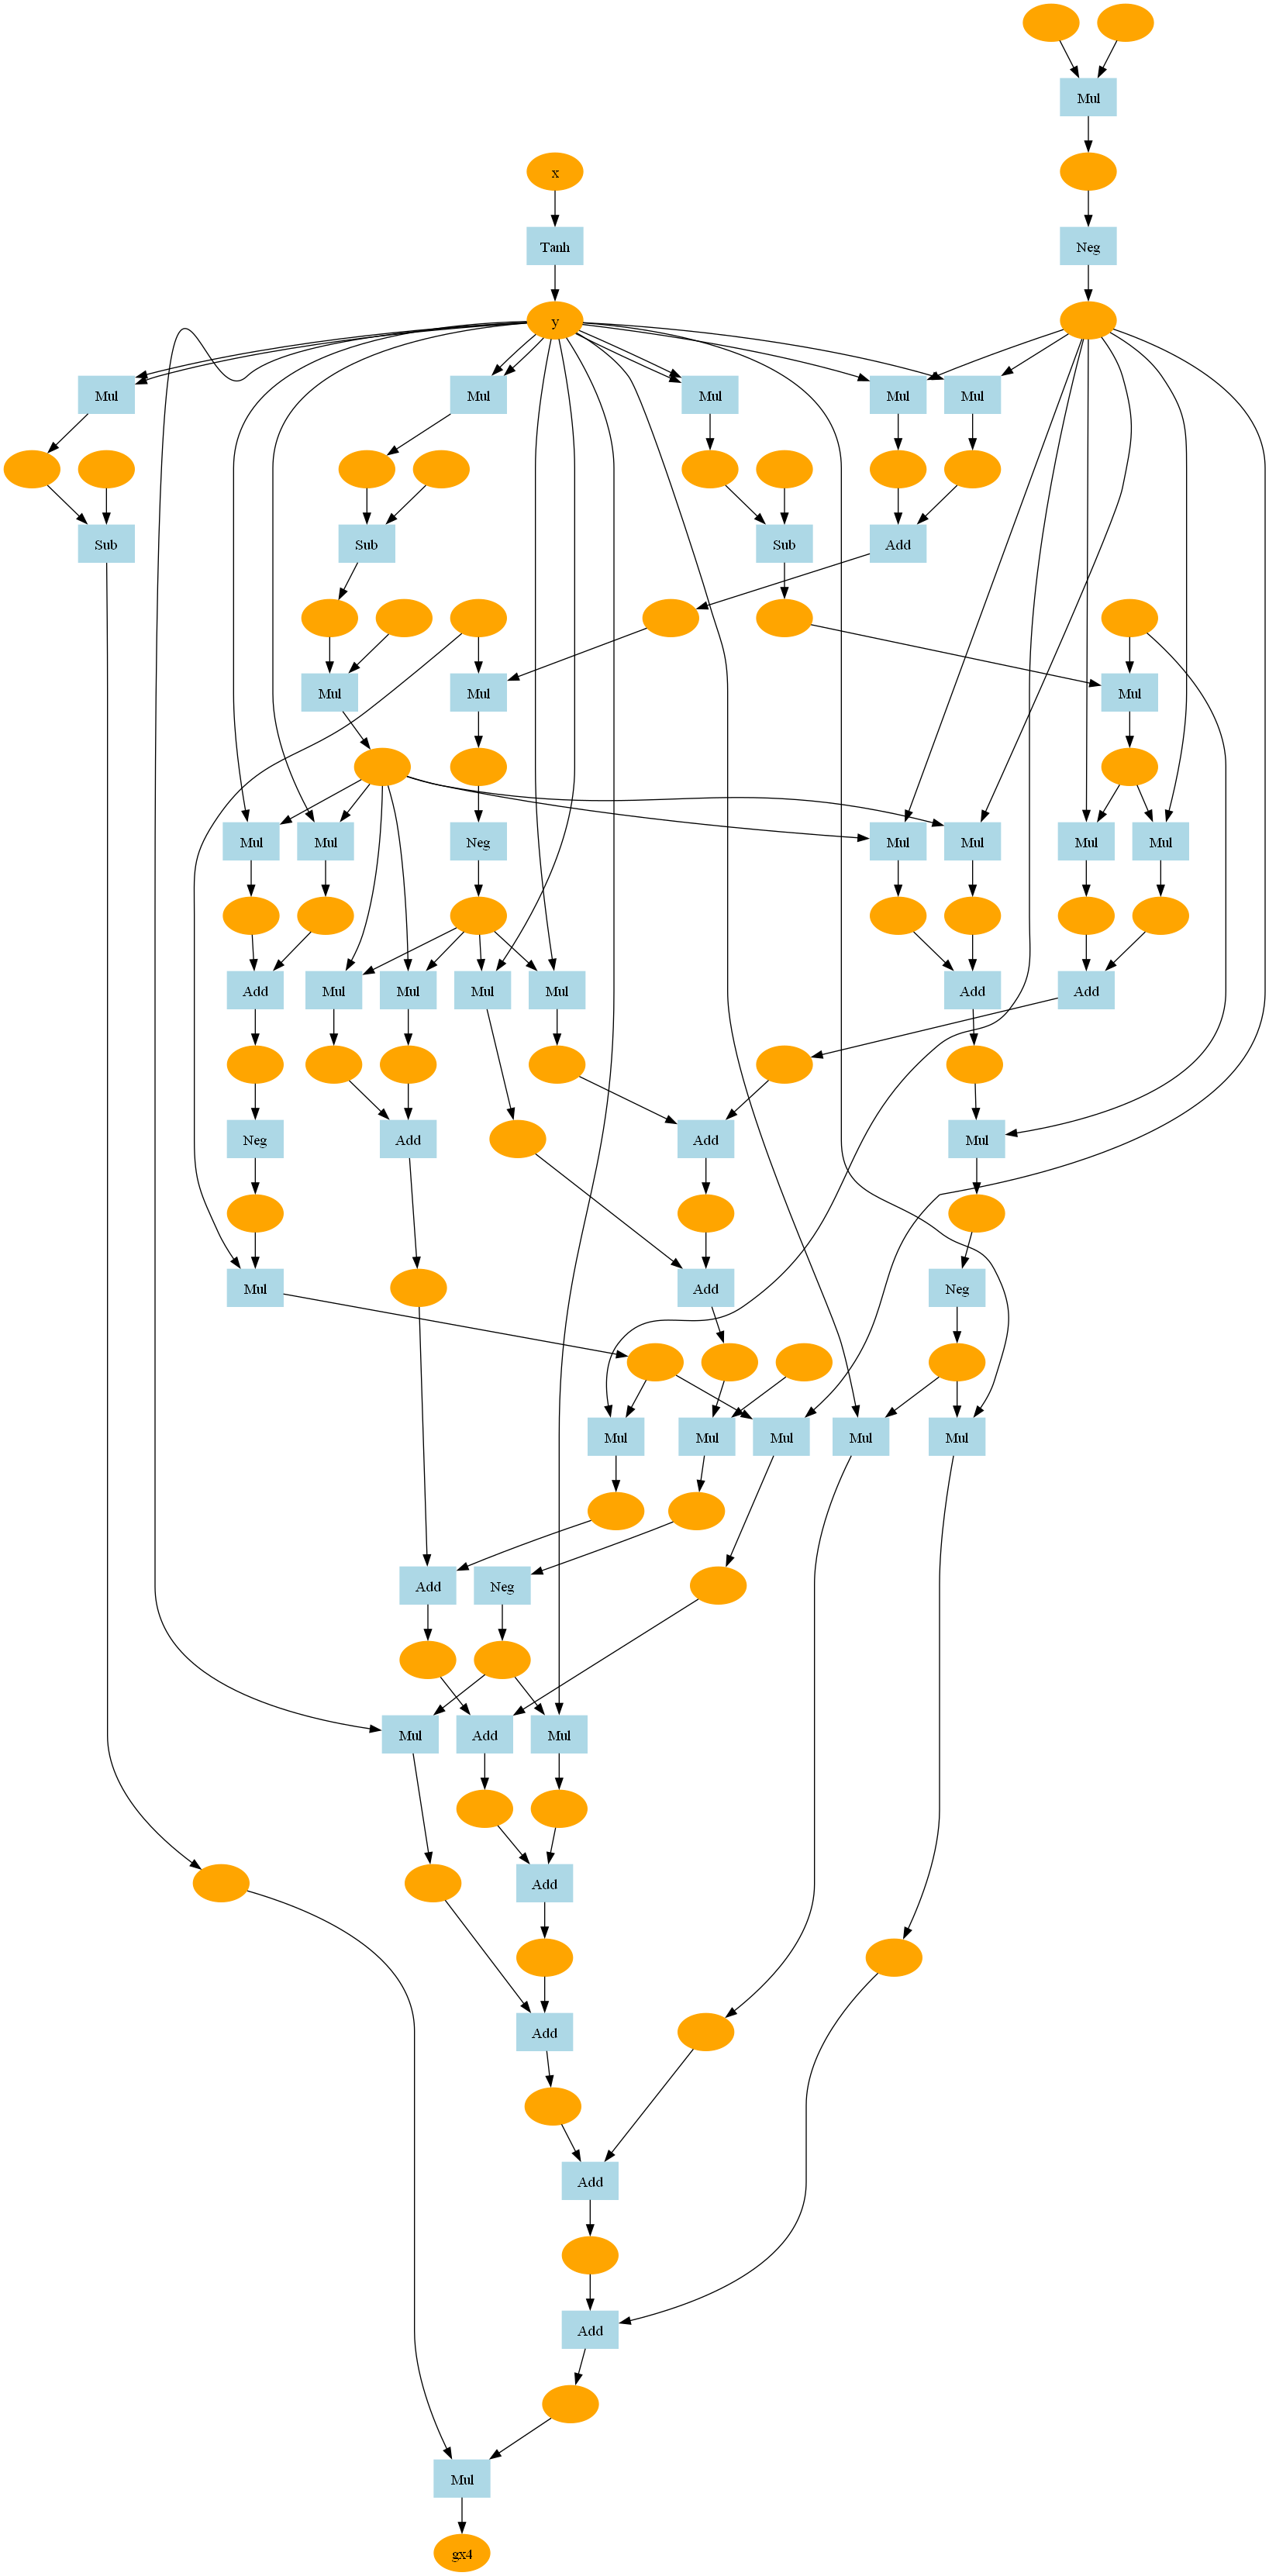 Mul
x
Tanh Neg
y
Mul Mul Mul Mul Mul
Sub Sub Sub Add
Mul Mul Mul
Mul Mul Neg Mul Mul Mul Mul
Add Mul Mul Mul Mul Add Add
Neg Add Add Mul
Mul Add Neg
Mul Mul Mul Mul Mul
Add Neg
Mul Add Mul
Add
Add
Add
Add
Mul
gx4